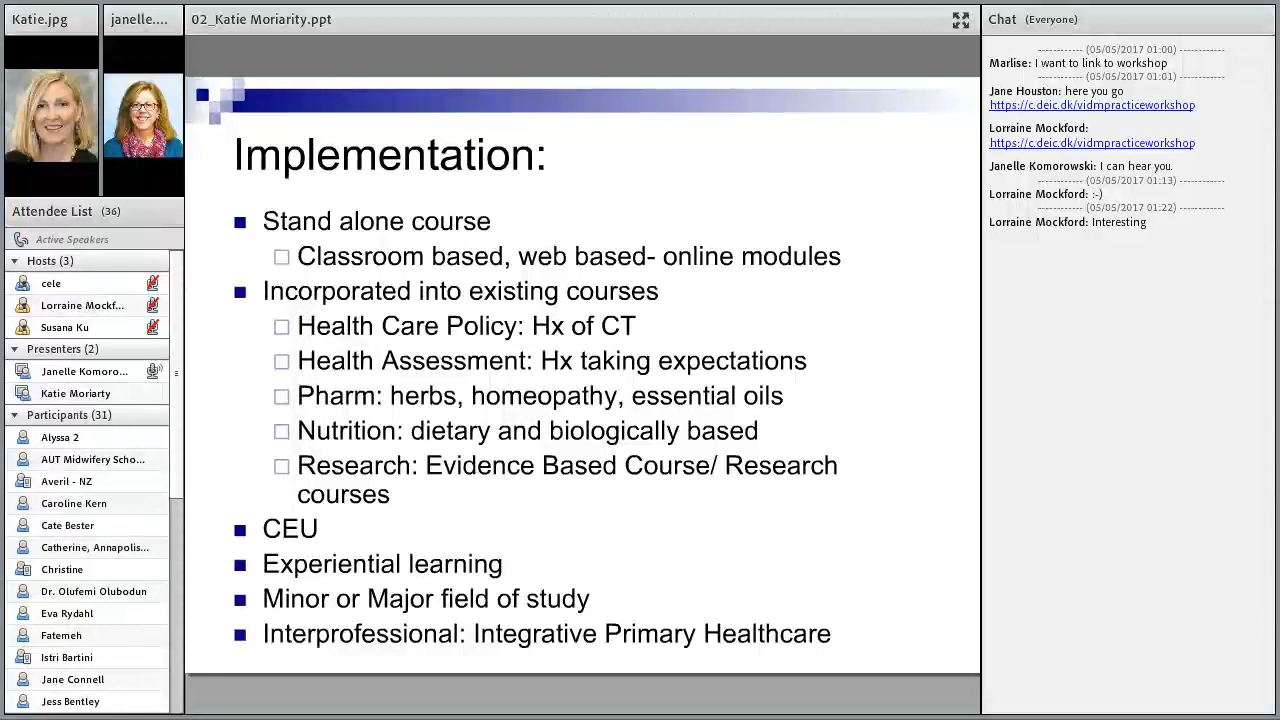 Katie.jpg
janelle....
02_Katie Moriarity.ppt
Chat (Everyone)
Attendee List (36)
Active Speakers
Hosts (3)
cele
Lorraine Mockf...
Susana Ku
Presenters (2)
Janelle Komoro...
Katie Moriarty
Participants (31)
Alyssa 2
AUT Midwifery Scho...
Averil - NZ
Caroline Kern
Cate Bester
Catherine, Annapolis...
Christine
Dr. Olufemi Olubodun
Eva Rydahl
Fatemeh
Istri Bartini
Jane Connell
Jess Bentley
Implementation:
Stand alone course
Classroom based, web based- online modules
Incorporated into existing courses
Health Care Policy: Hx of CT
Health Assessment: Hx taking expectations
Pharm: herbs, homeopathy, essential oils
Nutrition: dietary and biologically based
Research: Evidence Based Course/ Research
courses
CEU
Experiential learning
Minor or Major field of study
Interprofessional: Integrative Primary Healthcare
------------ (05/05/2017 01:00) ------------
Marlise: I want to link to workshop
------------ (05/05/2017 01:01) ------------
Jane Houston: here you go
https://c.deic.dk/vidmpracticeworkshop
Lorraine Mockford:
https://c.deic.dk/vidmpracticeworkshop
Janelle Komorowski: I can hear you.
------------ (05/05/2017 01:13) ------------
Lorraine Mockford: :-)
------------ (05/05/2017 01:22) ------------
Lorraine Mockford: Interesting